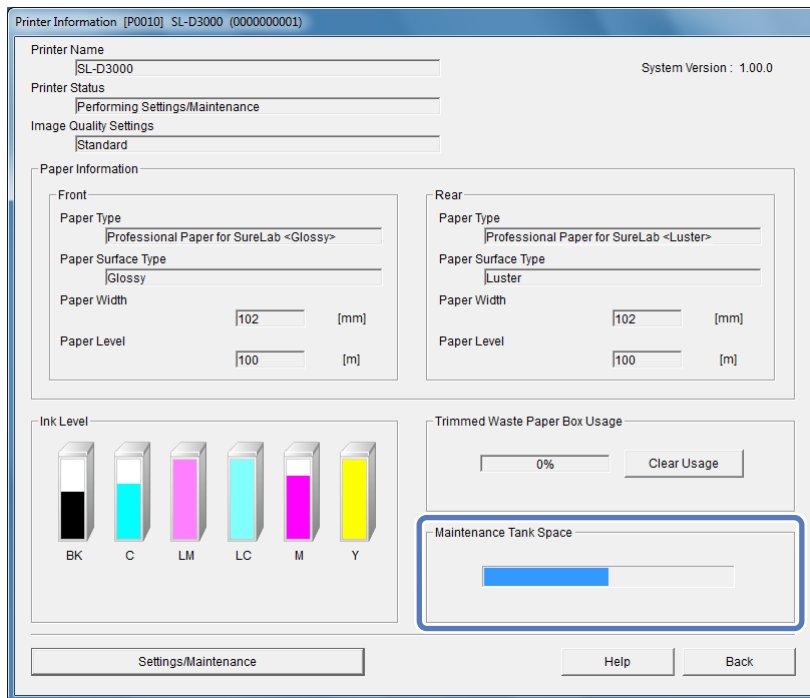 Printer Information [P0010] SL-D3000 (0000000001)
Printer Name
SL-D3000
System Version : 1.00.0
Printer Status
Performing Settings/Maintenance
Image Quality Settings
Standard
Paper Information
Front
Paper Type
Professional Paper for SureLab <Glossy>
Paper Surface Type
Glossy
Paper Width
102 [mm]
Paper Level
100 [m]
Rear
Paper Type
Professional Paper for SureLab <Luster>
Paper Surface Type
Luster
Paper Width
102 [mm]
Paper Level
100 [m]
Ink Level
BK C LM LC M Y
Trimmed Waste Paper Box Usage
0% Clear Usage
Maintenance Tank Space
Settings/Maintenance Help Back